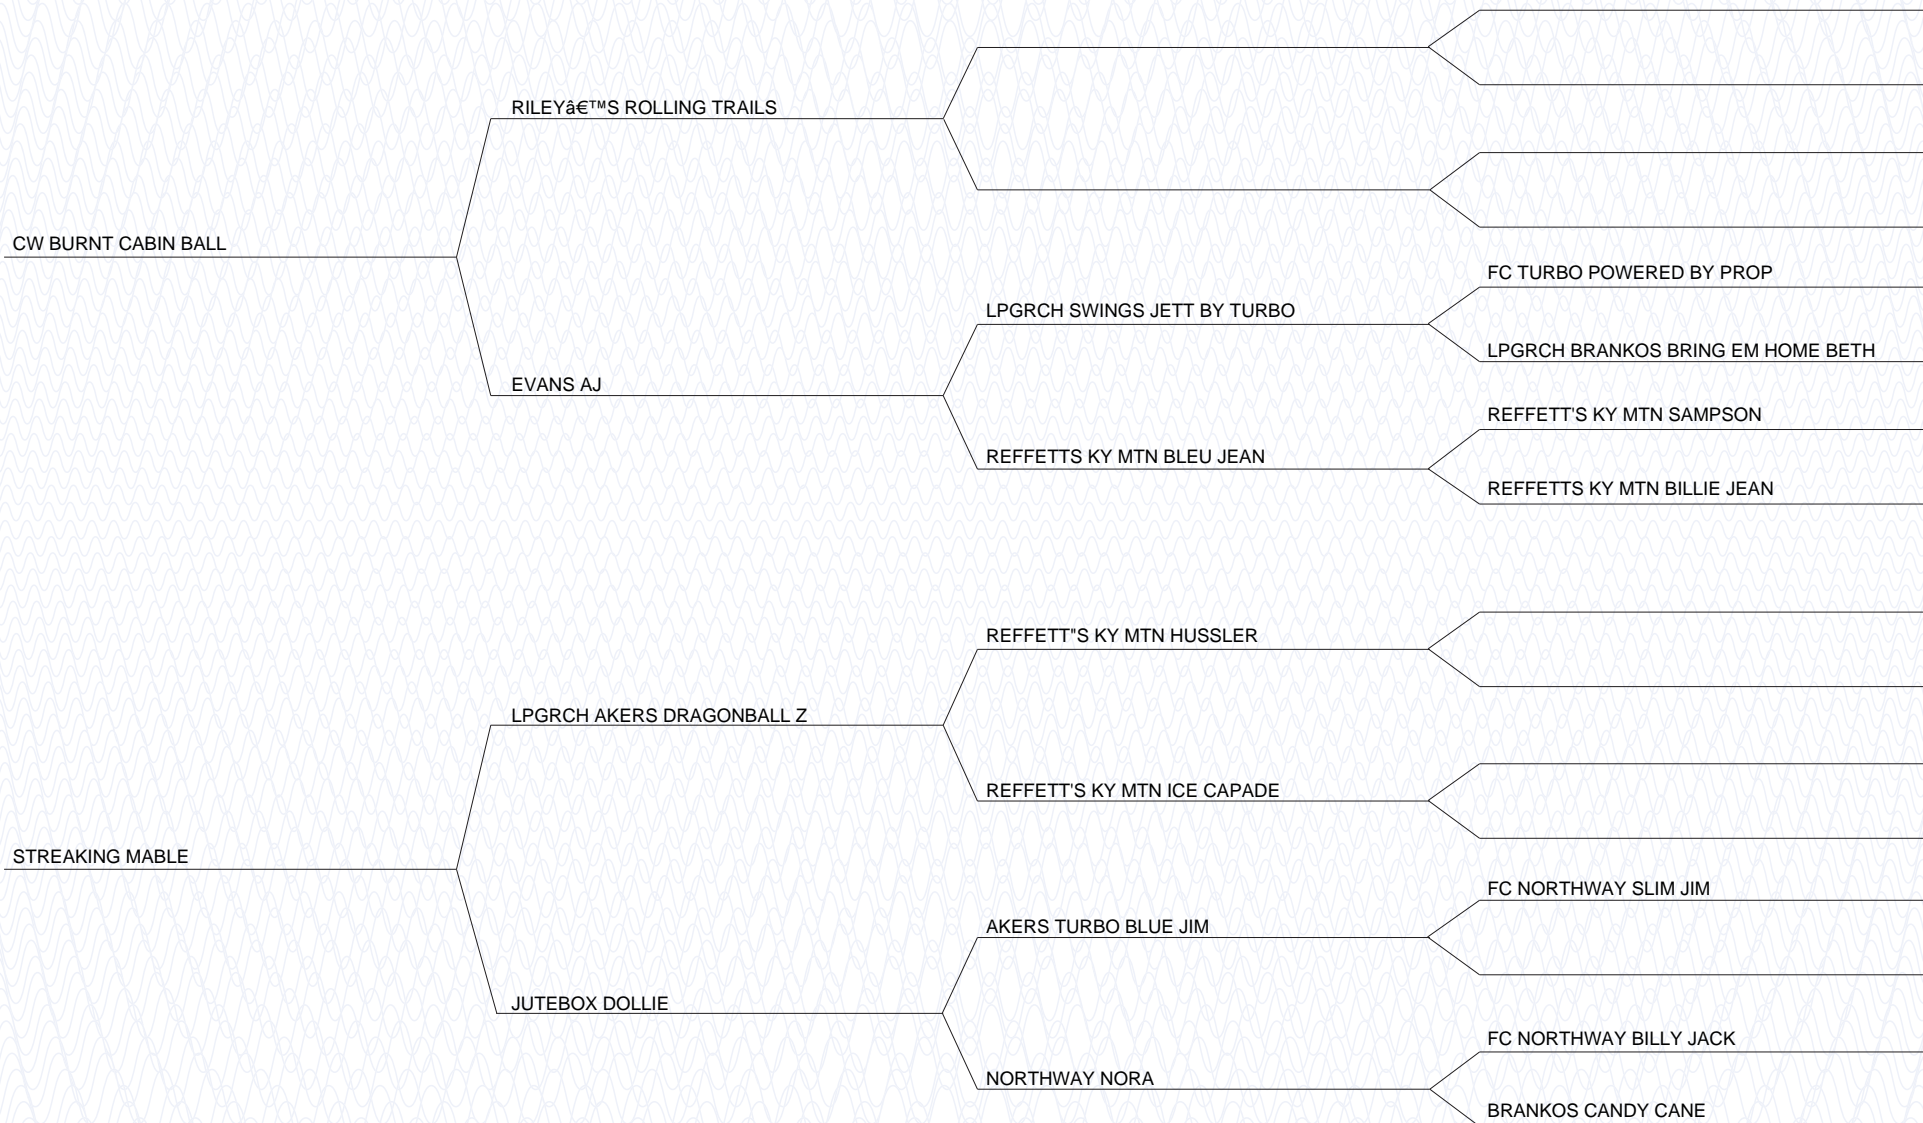 RILEYâ€™S ROLLING TRAILS
CW BURNT CABIN BALL
FC TURBO POWERED BY PROP
LPGRCH SWINGS JETT BY TURBO
LPGRCH BRANKOS BRING EM HOME BETH
EVANS AJ
REFFETT'S KY MTN SAMPSON
REFFETTS KY MTN BLEU JEAN
REFFETTS KY MTN BILLIE JEAN
REFFETT"S KY MTN HUSSLER
LPGRCH AKERS DRAGONBALL Z
REFFETT'S KY MTN ICE CAPADE
STREAKING MABLE
FC NORTHWAY SLIM JIM
AKERS TURBO BLUE JIM
JUTEBOX DOLLIE
FC NORTHWAY BILLY JACK
NORTHWAY NORA
BRANKOS CANDY CANE